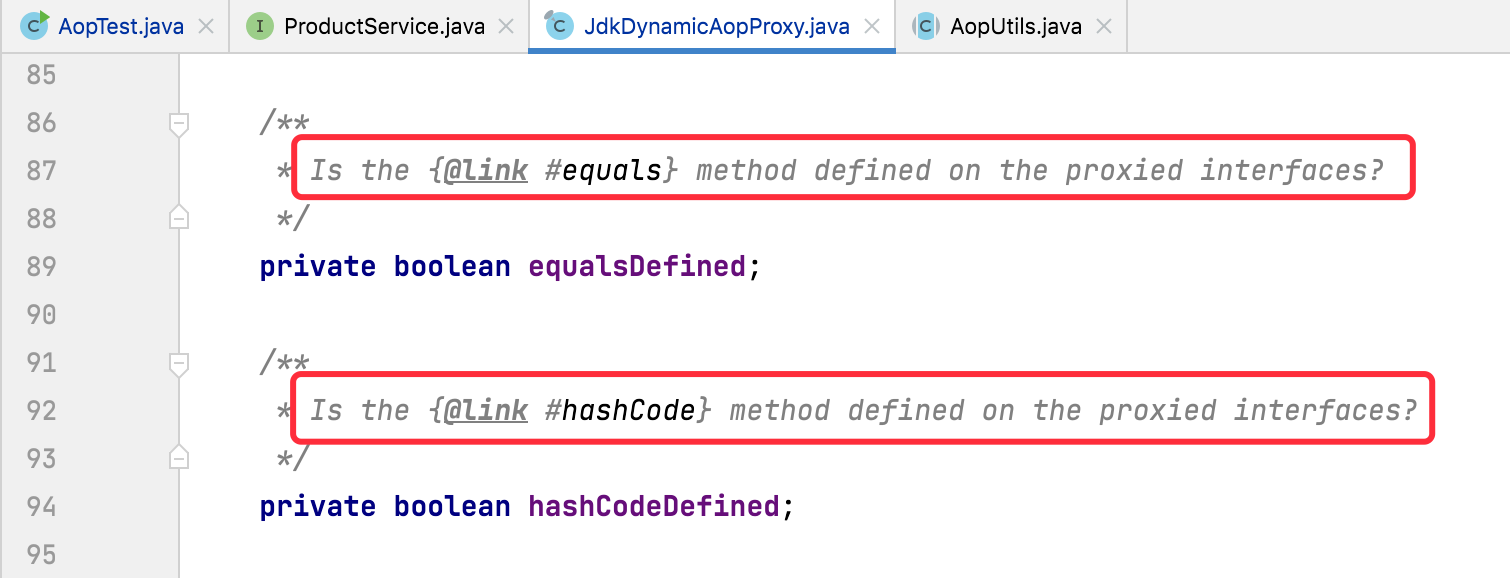 C AopTest.java
I ProductService.java
C JdkDynamicAopProxy.java
C AopUtils.java
85
86 /**
87 * Is the {@link #equals} method defined on the proxied interfaces?
88 */
89 private boolean equalsDefined;
90
91 /**
92 * Is the {@link #hashCode} method defined on the proxied interfaces?
93 */
94 private boolean hashCodeDefined;
95